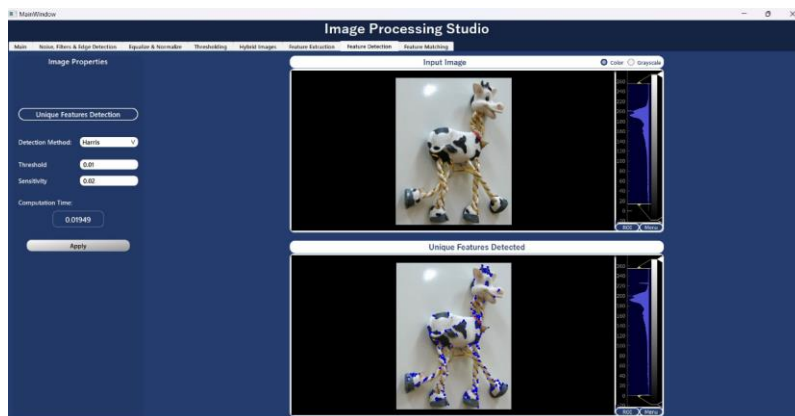 MainWindow
Image Processing Studio
Main Noise, Filters & Edge Detection Equalize & Normalize Thresholding Hybrid Images Feature Extraction Feature Detection Feature Matching
Image Properties
Input Image
Color Grayscale
Unique Features Detection
Detection Method: Harris
Threshold 0.01
Sensitivity 0.02
Computation Time:
0.01949
Apply
ROI Menu
Unique Features Detected
ROI Menu